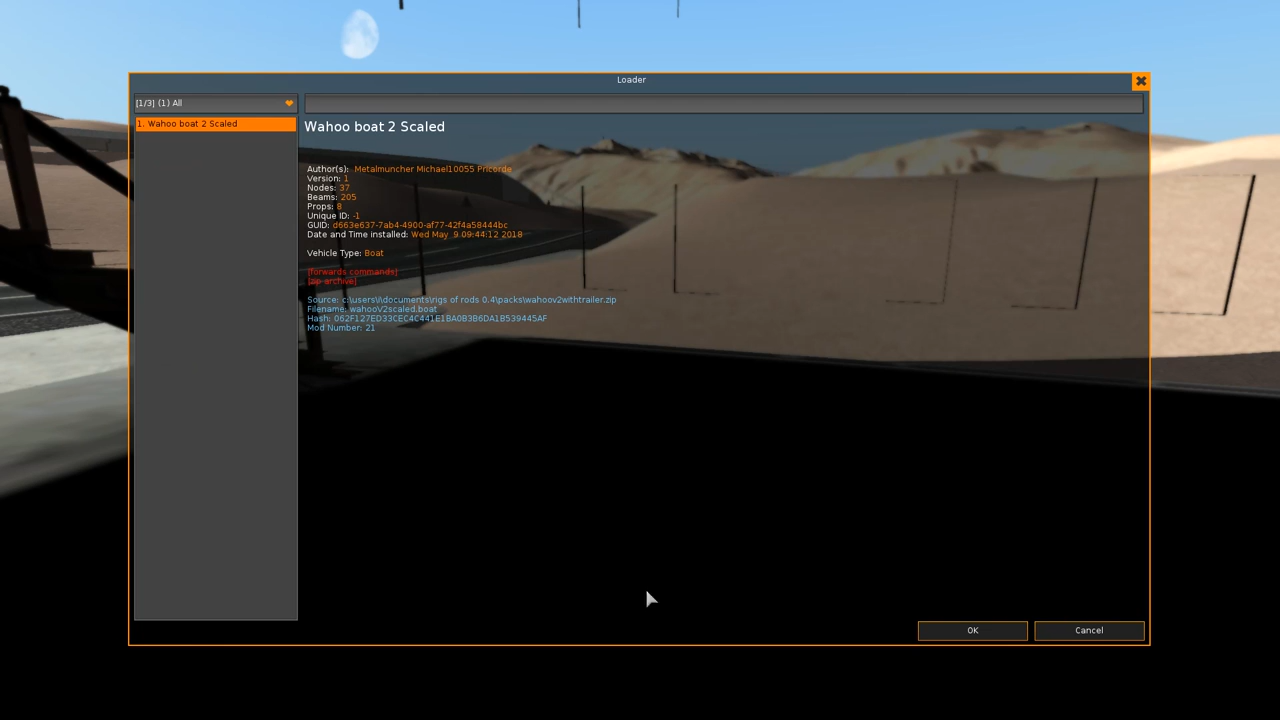 Loader
[1/3] (1) All
1. Wahoo boat 2 Scaled
Wahoo boat 2 Scaled
Author(s): Metalmuncher Michael10055 Pricorde
Version: 1
Nodes: 37
Beams: 205
Props: 8
Unique ID: -1
GUID: d663e637-7ab4-4900-af77-42f4a58444bc
Date and Time installed: Wed May 9 09:44:12 2018
Vehicle Type: Boat
[forwards commands]
[zip archive]
Source: c:\users\l\documents\rigs of rods 0.4\packs\wahoov2withtrailer.zip
Filename: wahooV2scaled.boat
Hash: 062F127ED33CEC4C441E1BA0B3B6DA1B539445AF
Mod Number: 21
OK
Cancel